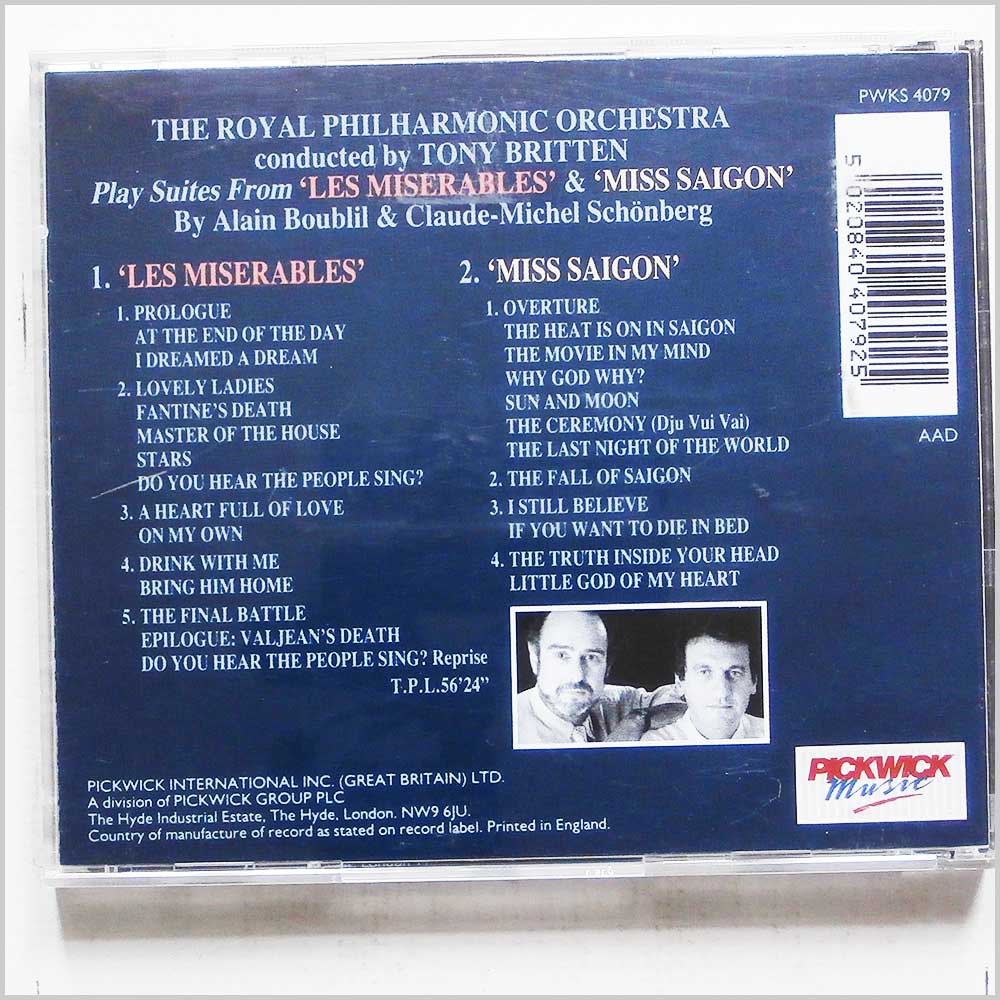 PWKS 4079
THE ROYAL PHILHARMONIC ORCHESTRA
conducted by TONY BRITTEN
Play Suites From ‘LES MISERABLES’ & ‘MISS SAIGON’
By Alain Boublil & Claude-Michel Schönberg
1. ‘LES MISERABLES’
1. PROLOGUE
AT THE END OF THE DAY
I DREAMED A DREAM
2. LOVELY LADIES
FANTINE’S DEATH
MASTER OF THE HOUSE
STARS
DO YOU HEAR THE PEOPLE SING?
3. A HEART FULL OF LOVE
ON MY OWN
4. DRINK WITH ME
BRING HIM HOME
5. THE FINAL BATTLE
EPILOGUE: VALJEAN’S DEATH
DO YOU HEAR THE PEOPLE SING? Reprise
T.P.L.56’24”
2. ‘MISS SAIGON’
1. OVERTURE
THE HEAT IS ON IN SAIGON
THE MOVIE IN MY MIND
WHY GOD WHY?
SUN AND MOON
THE CEREMONY (Dju Vui Vai)
THE LAST NIGHT OF THE WORLD
2. THE FALL OF SAIGON
3. I STILL BELIEVE
IF YOU WANT TO DIE IN BED
4. THE TRUTH INSIDE YOUR HEAD
LITTLE GOD OF MY HEART
5 020840 407925
AAD
PICKWICK
Music
PICKWICK INTERNATIONAL INC. (GREAT BRITAIN) LTD.
A division of PICKWICK GROUP PLC
The Hyde Industrial Estate, The Hyde, London. NW9 6JU.
Country of manufacture of record as stated on record label. Printed in England.